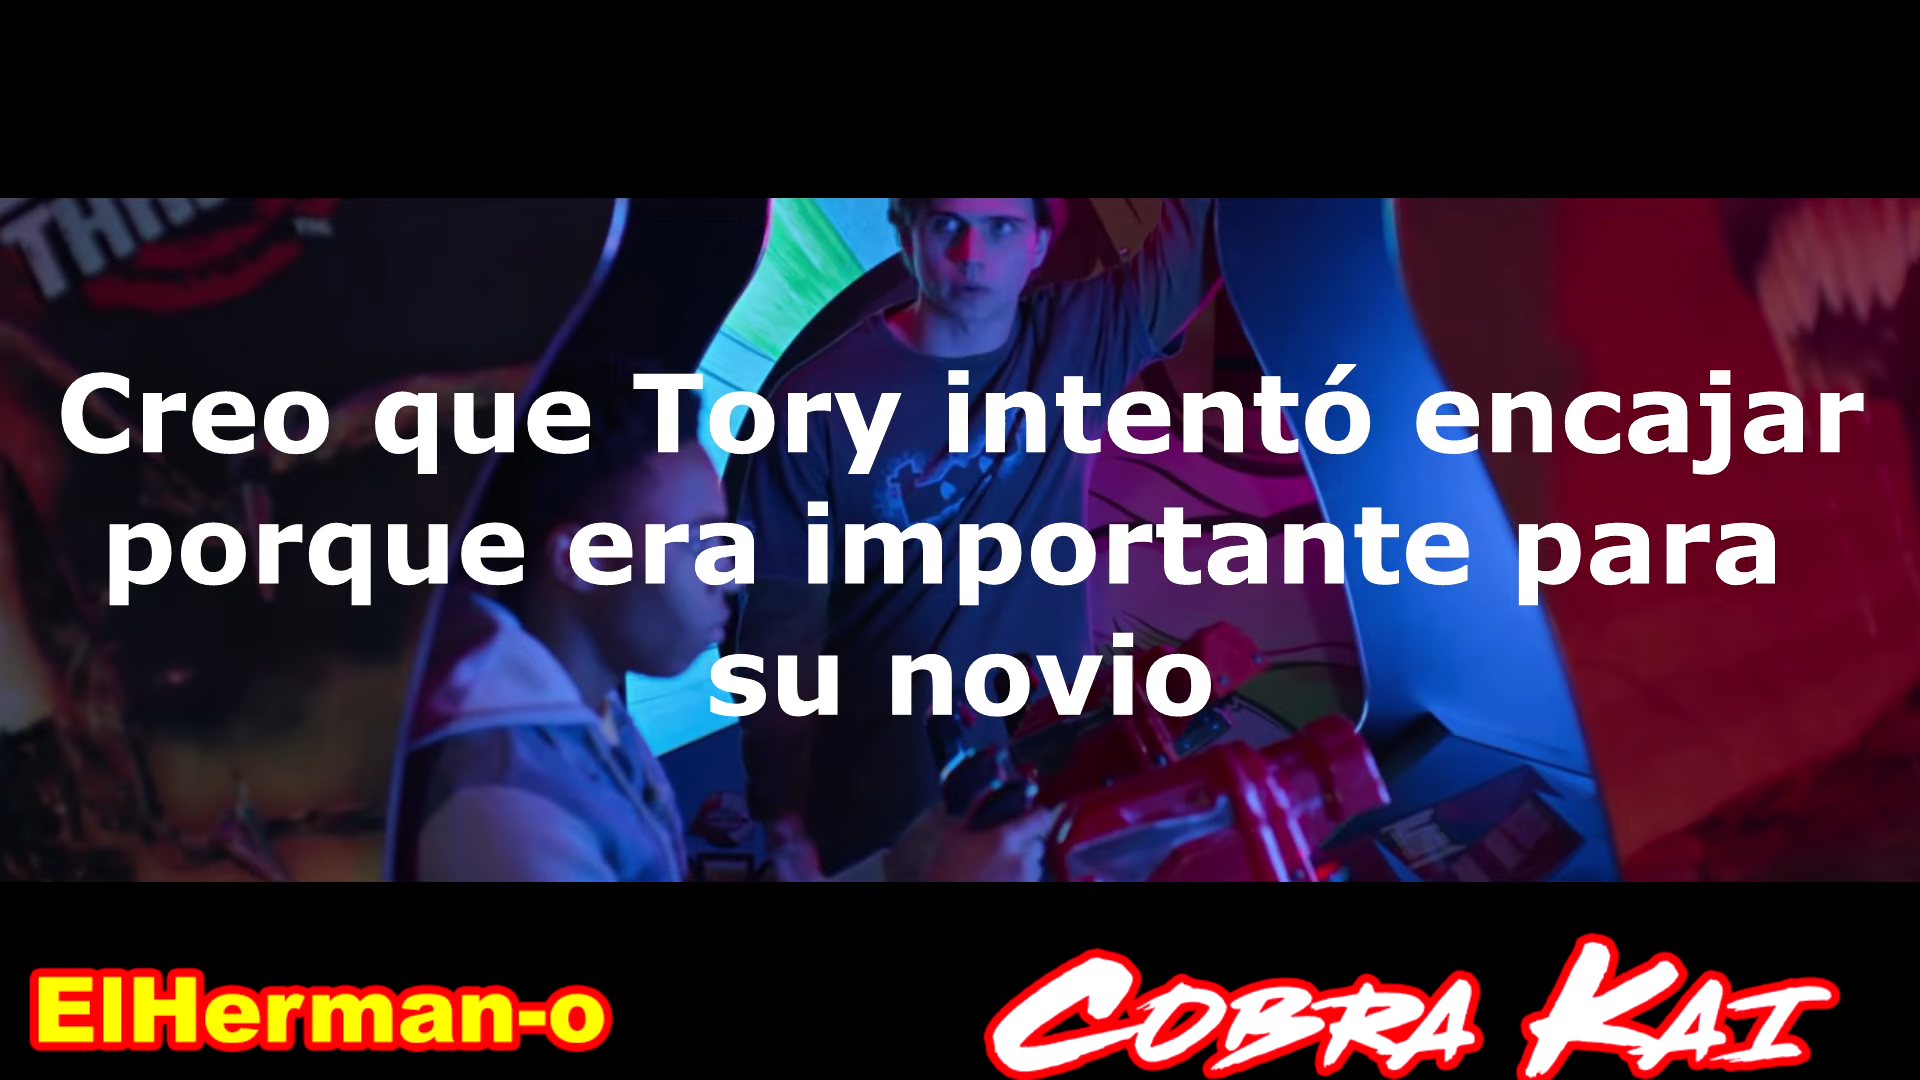 Creo que Tory intentó encajar
porque era importante para
su novio
ElHerman-o
COBRA KAI